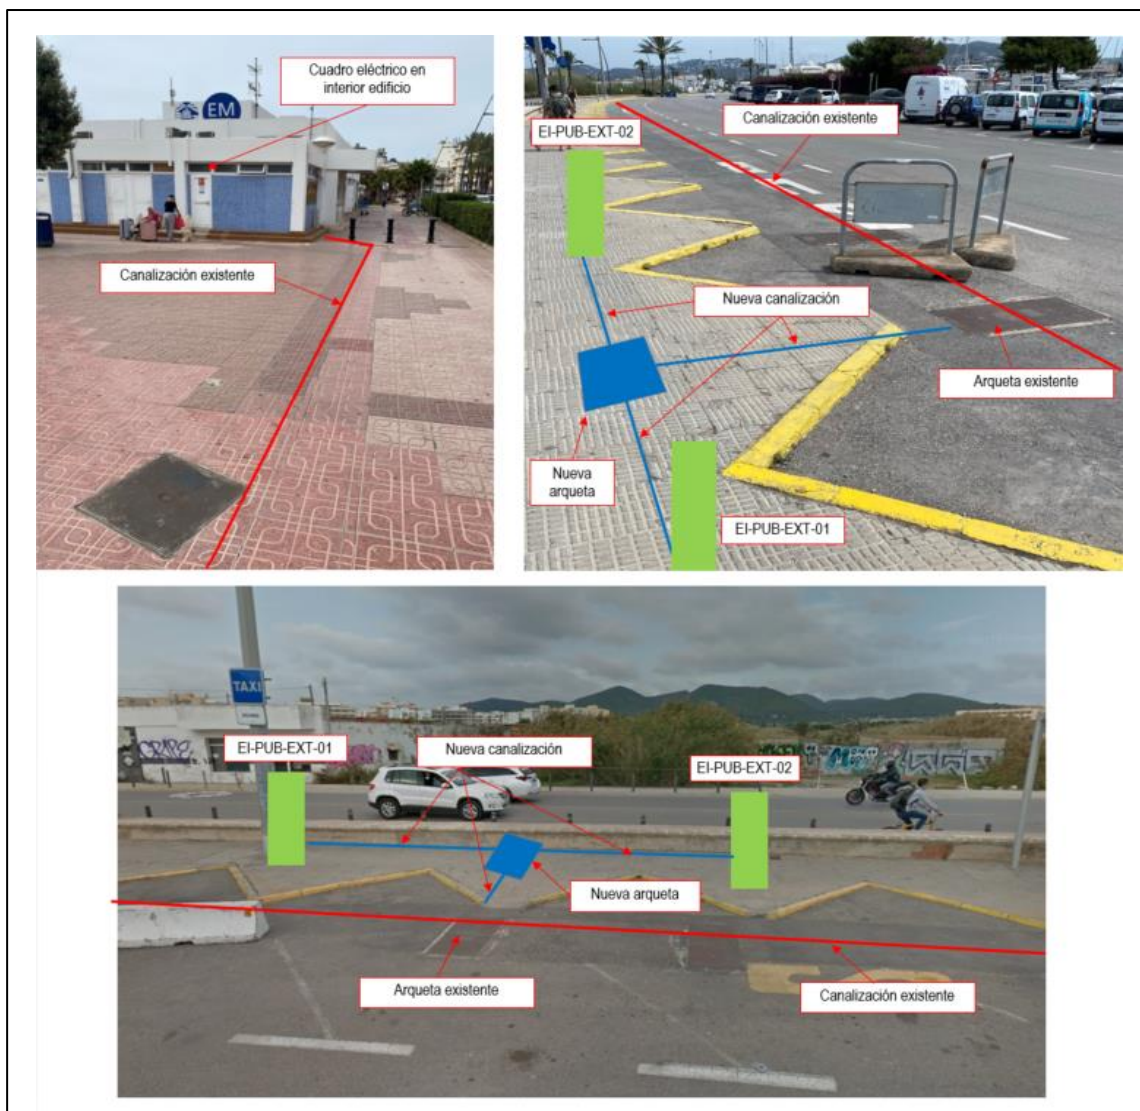 Cuadro eléctrico en
interior edificio
EM
Canalización existente
EI-PUB-EXT-02
Canalización existente
Nueva canalización
Arqueta existente
Nueva
arqueta
EI-PUB-EXT-01
TAXI
EI-PUB-EXT-01
Nueva canalización
EI-PUB-EXT-02
Nueva arqueta
Arqueta existente
Canalización existente